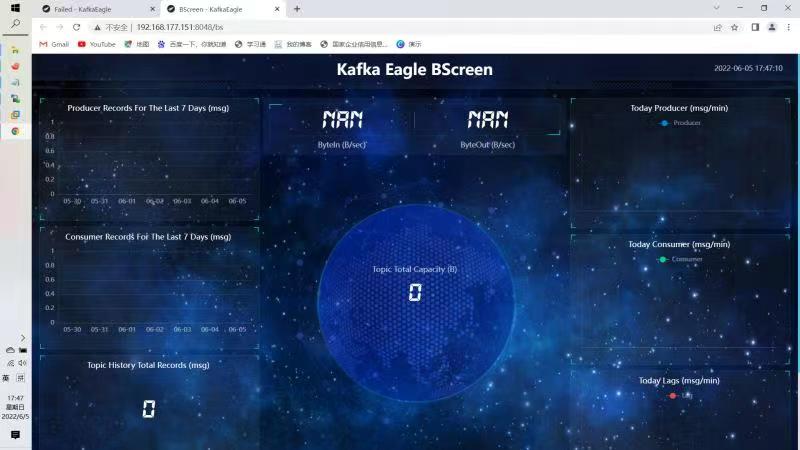 Failed - KafkaEagle
BScreen - KafkaEagle
不安全 | 192.168.177.151:8048/bs
Gmail
YouTube
地图
百度一下，你就知道
学习通
我的博客
国家企业信用信息...
演示
Kafka Eagle BScreen
2022-06-05 17:47:10
Producer Records For The Last 7 Days (msg)
1
0.8
0.6
0.4
0.2
0
05-30 05-31 06-01 06-02 06-03 06-04 06-05
Consumer Records For The Last 7 Days (msg)
1
0.8
0.6
0.4
0.2
0
05-30 05-31 06-01 06-02 06-03 06-04 06-05
Topic History Total Records (msg)
0
NAN
NAN
ByteIn (B/sec)
ByteOut (B/sec)
Topic Total Capacity (B)
0
Today Producer (msg/min)
Producer
Today Consumer (msg/min)
Consumer
Today Lags (msg/min)
Lag
英
拼
17:47
星期日
2022/6/5